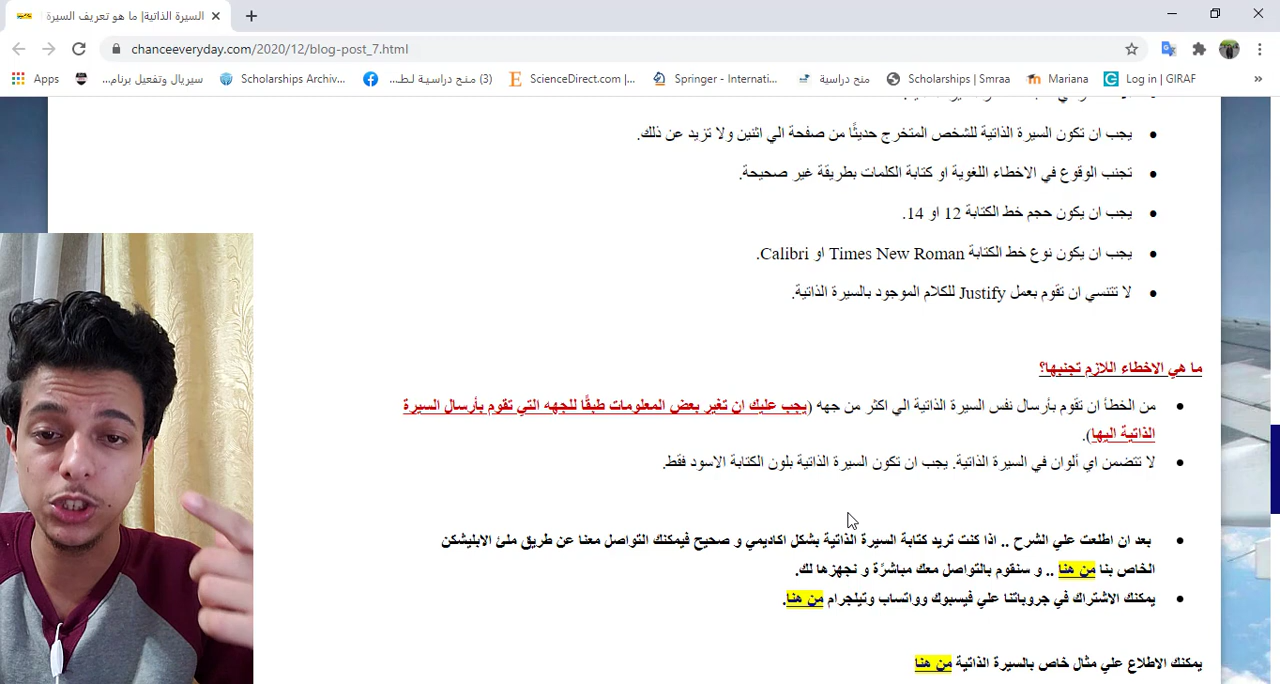 السيرة الذاتية| ما هو تعريف السيرة
chanceeveryday.com/2020/12/blog-post_7.html
Apps
سيريال وتفعيل برنام...
Scholarships Archiv...
(3) منح دراسية لطـ...
ScienceDirect.com |...
Springer - Internati...
منح دراسية
Scholarships | Smraa
Mariana
Log in | GIRAF
»
يجب ان تكون السيرة الذاتية للشخص المتخرج حديثًا من صفحة الي اثنين ولا تزيد عن ذلك.
تجنب الوقوع في الاخطاء اللغوية او كتابة الكلمات بطريقة غير صحيحة.
يجب ان يكون حجم خط الكتابة 12 او 14.
يجب ان يكون نوع خط الكتابة Times New Roman او Calibri.
لا تتنسي ان تقوم بعمل Justify للكلام الموجود بالسيرة الذاتية.
ما هي الاخطاء اللازم تجنبها؟
من الخطأ ان تقوم بأرسال نفس السيرة الذاتية الي اكثر من جهه (يجب عليك ان تغير بعض المعلومات طبقًا للجهه التي تقوم بأرسال السيرة
الذاتية اليها).
لا تتضمن اي ألوان في السيرة الذاتية. يجب ان تكون السيرة الذاتية بلون الكتابة الاسود فقط.
بعد ان اطلعت علي الشرح .. اذا كنت تريد كتابة السيرة الذاتية بشكل اكاديمي و صحيح فيمكنك التواصل معنا عن طريق ملئ الابليشكن
الخاص بنا من هنا .. و سنقوم بالتواصل معك مباشرًة و نجهزها لك.
يمكنك الاشتراك في جروباتنا علي فيسبوك وواتساب وتيلجرام من هنا.
يمكنك الاطلاع علي مثال خاص بالسيرة الذاتية من هنا